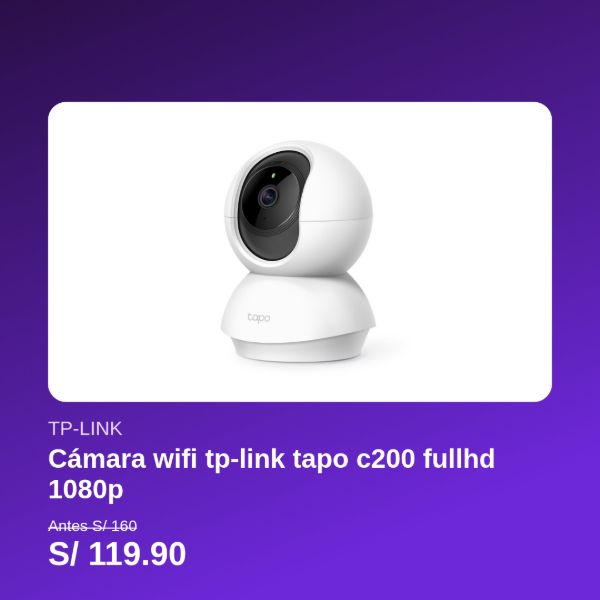 tapo
TP-LINK
Cámara wifi tp-link tapo c200 fullhd
1080p
Antes S/ 160
S/ 119.90